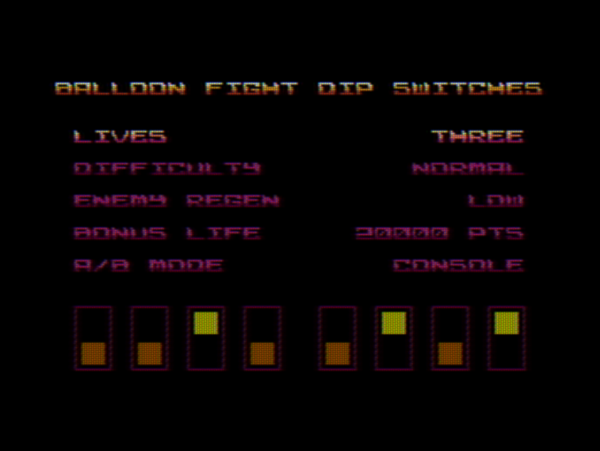 BALLOON FIGHT DIP SWITCHES
LIVES THREE
DIFFICULTY NORMAL
ENEMY REGEN LOW
BONUS LIFE 20000 PTS
A/B MODE CONSOLE